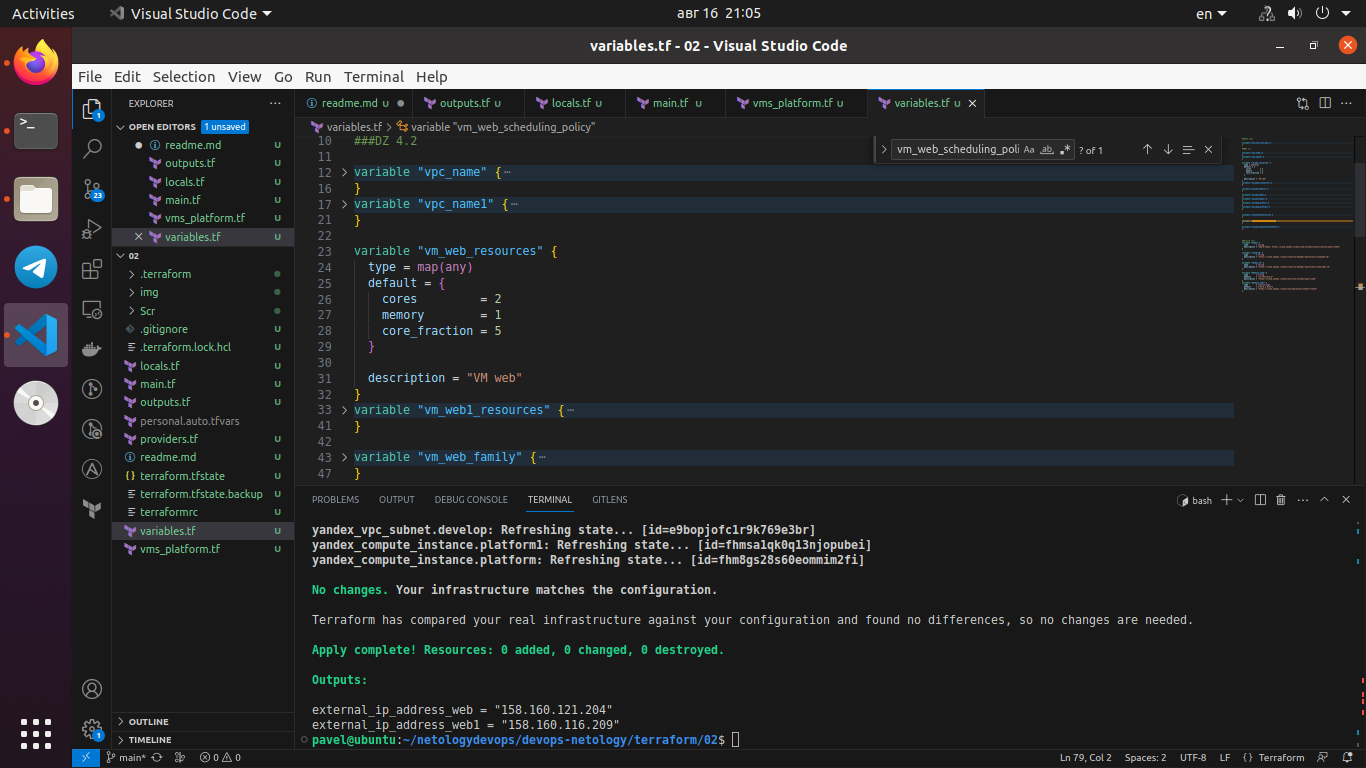 Activities
Visual Studio Code
авг 16 21:05
en
variables.tf - 02 - Visual Studio Code
File Edit Selection View Go Run Terminal Help
EXPLORER
OPEN EDITORS 1 unsaved
readme.md U
outputs.tf U
locals.tf U
main.tf U
vms_platform.tf U
variables.tf U
02
.terraform
img
Scr
.gitignore U
.terraform.lock.hcl U
locals.tf U
main.tf U
outputs.tf U
personal.auto.tfvars
providers.tf U
readme.md U
terraform.tfstate U
terraform.tfstate.backup U
terraformrc U
variables.tf U
vms_platform.tf U
OUTLINE
TIMELINE
1
23
1
readme.md U
outputs.tf U
locals.tf U
main.tf U
vms_platform.tf U
variables.tf U
variables.tf > variable "vm_web_scheduling_policy"
vm_web_scheduling_poli Aa ab ? of 1
10 ###DZ 4.2
11
12 variable "vpc_name" {⋯
16 }
17 variable "vpc_name1" {⋯
21 }
22
23 variable "vm_web_resources" {
24 type = map(any)
25 default = {
26 cores = 2
27 memory = 1
28 core_fraction = 5
29 }
30
31 description = "VM web"
32 }
33 variable "vm_web1_resources" {⋯
41 }
42
43 variable "vm_web_family" {⋯
47 }
PROBLEMS OUTPUT DEBUG CONSOLE TERMINAL GITLENS
bash
yandex_vpc_subnet.develop: Refreshing state... [id=e9bopjofc1r9k769e3br]
yandex_compute_instance.platform1: Refreshing state... [id=fhmsa1qk0q13njopubei]
yandex_compute_instance.platform: Refreshing state... [id=fhm8gs28s60eommim2fi]
No changes. Your infrastructure matches the configuration.
Terraform has compared your real infrastructure against your configuration and found no differences, so no changes are needed.
Apply complete! Resources: 0 added, 0 changed, 0 destroyed.
Outputs:
external_ip_address_web = "158.160.121.204"
external_ip_address_web1 = "158.160.116.209"
pavel@ubuntu:~/netologydevops/devops-netology/terraform/02$
main* 0 0
Ln 79, Col 2 Spaces: 2 UTF-8 LF {} Terraform